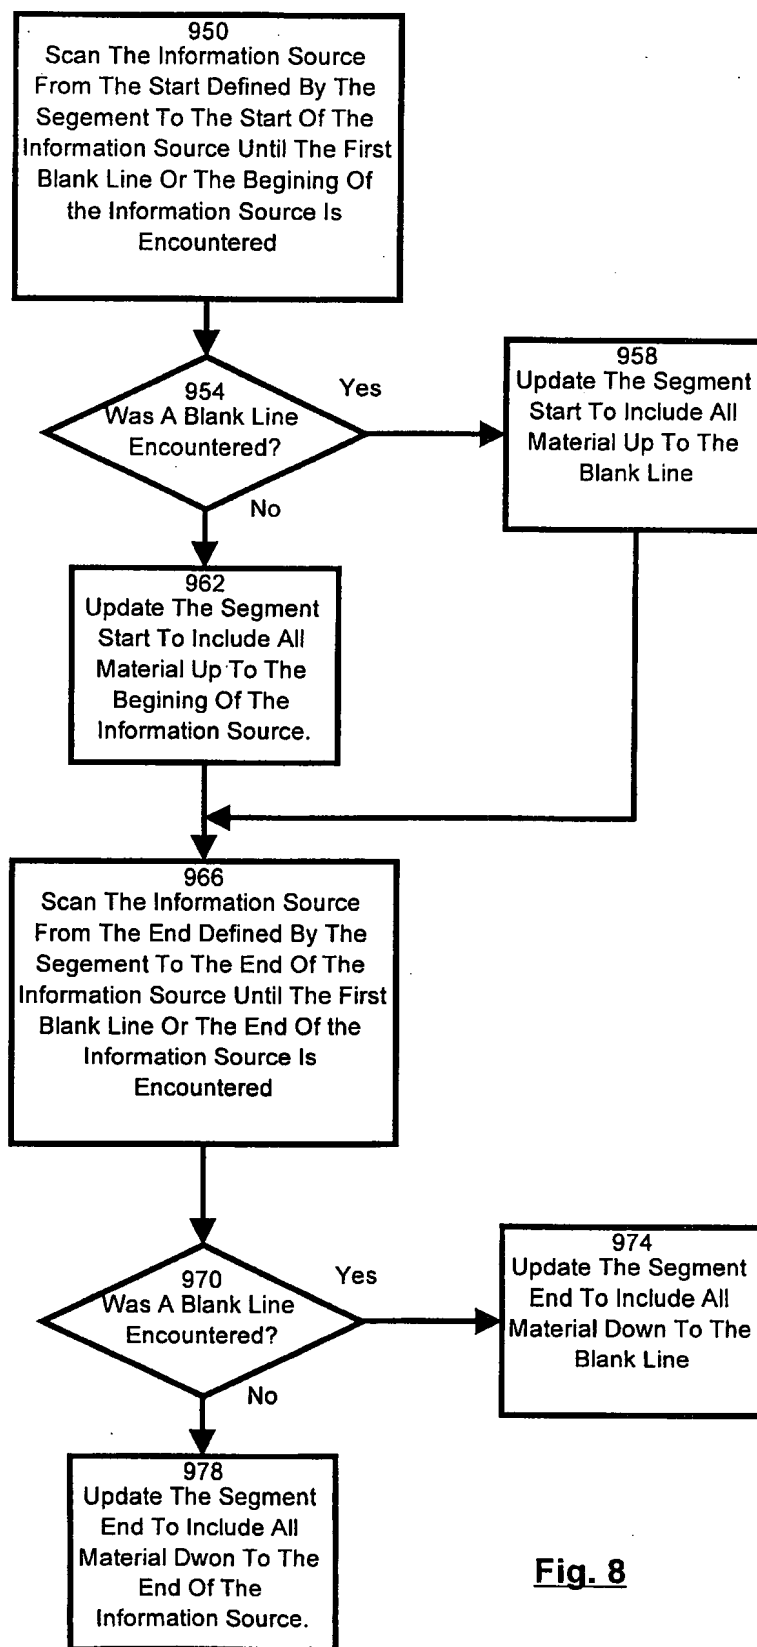 950
Scan The Information Source
From The Start Defined By The
Segement To The Start Of The
Information Source Until The First
Blank Line Or The Begining Of
the Information Source Is
Encountered
954
Was A Blank Line
Encountered?
Yes
No
958
Update The Segment
Start To Include All
Material Up To The
Blank Line
962
Update The Segment
Start To Include All
Material Up To The
Begining Of The
Information Source.
966
Scan The Information Source
From The End Defined By The
Segement To The End Of The
Information Source Until The First
Blank Line Or The End Of the
Information Source Is
Encountered
970
Was A Blank Line
Encountered?
Yes
No
974
Update The Segment
End To Include All
Material Down To The
Blank Line
978
Update The Segment
End To Include All
Material Dwon To The
End Of The
Information Source.
Fig. 8